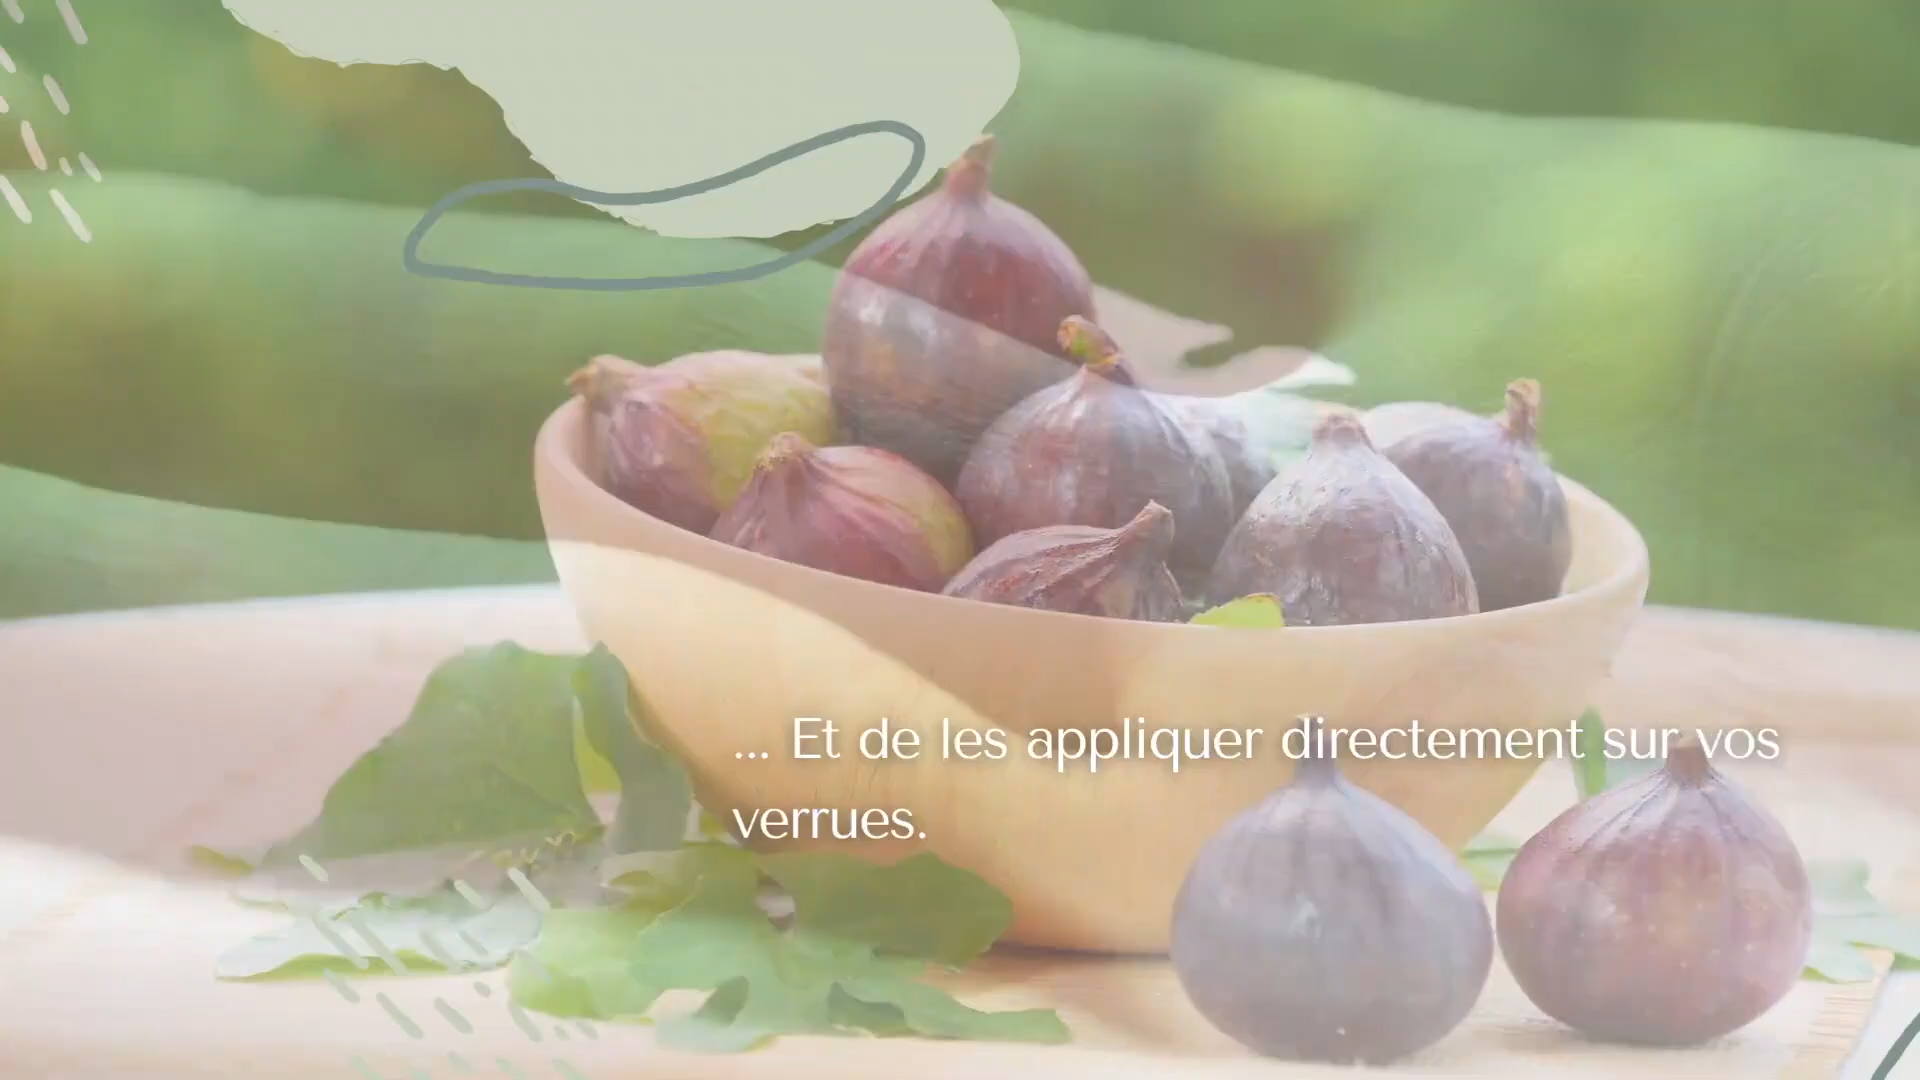 ... Et de les appliquer directement sur vos
verrues.